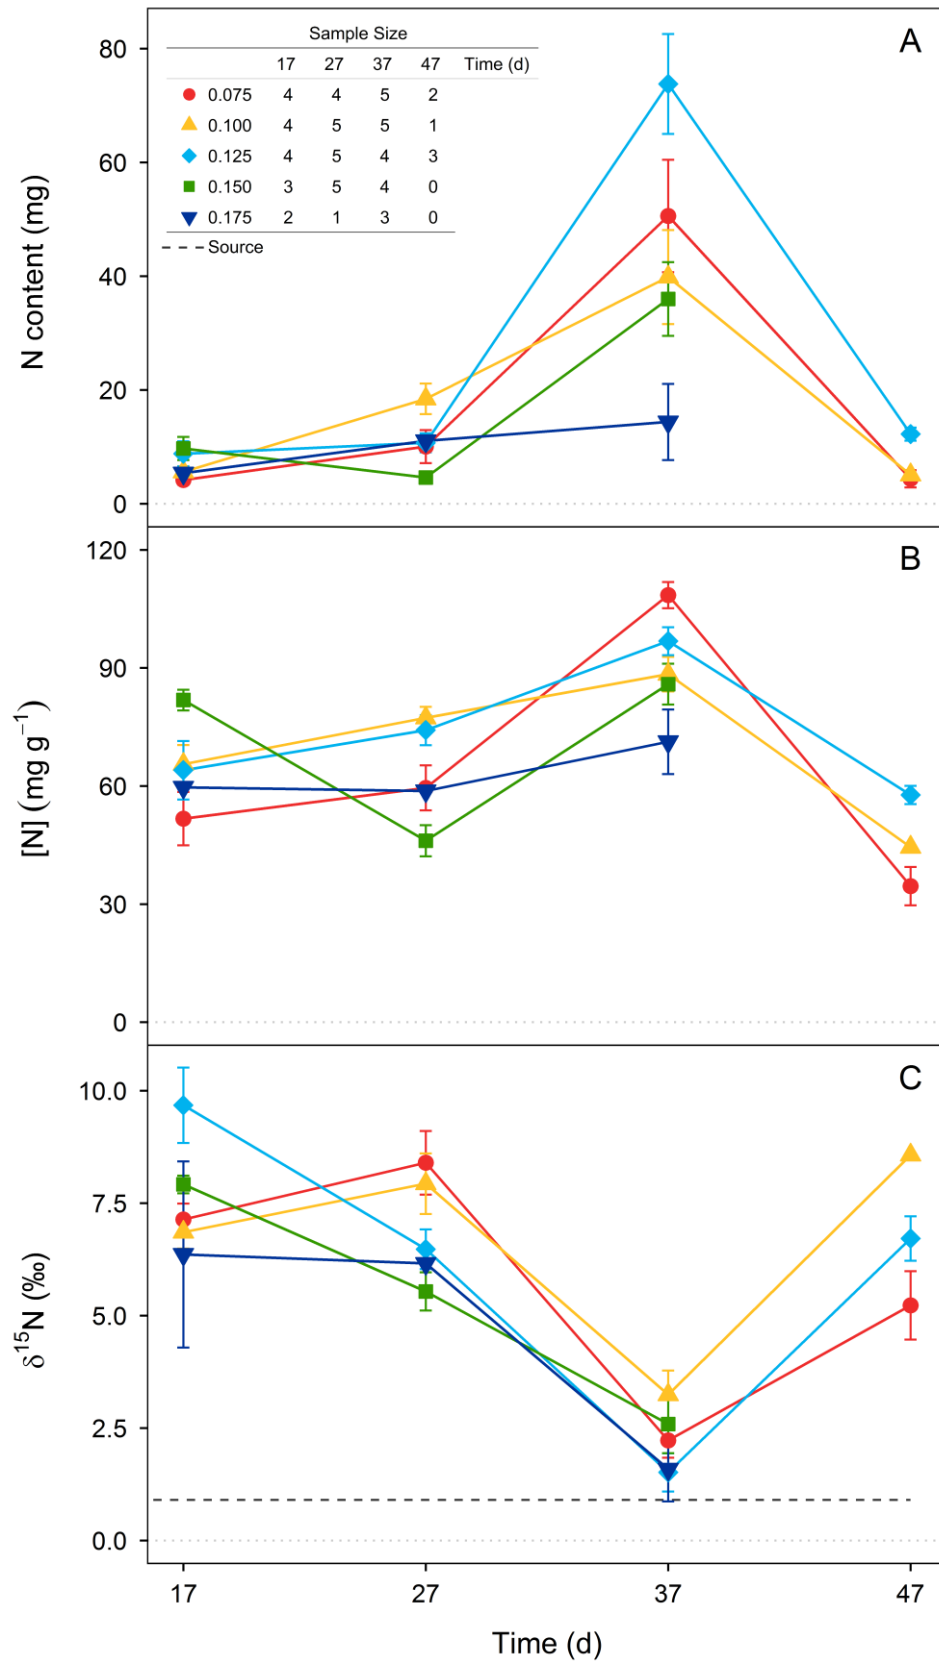 A
Sample Size
17 27 37 47 Time (d)
0.075 4 4 5 2
0.100 4 5 5 1
0.125 4 5 4 3
0.150 3 5 4 0
0.175 2 1 3 0
Source
N content (mg)
80
60
40
20
0
B
[N] (mg g⁻¹)
120
90
60
30
0
C
δ¹⁵N (‰)
10.0
7.5
5.0
2.5
0.0
17 27 37 47
Time (d)